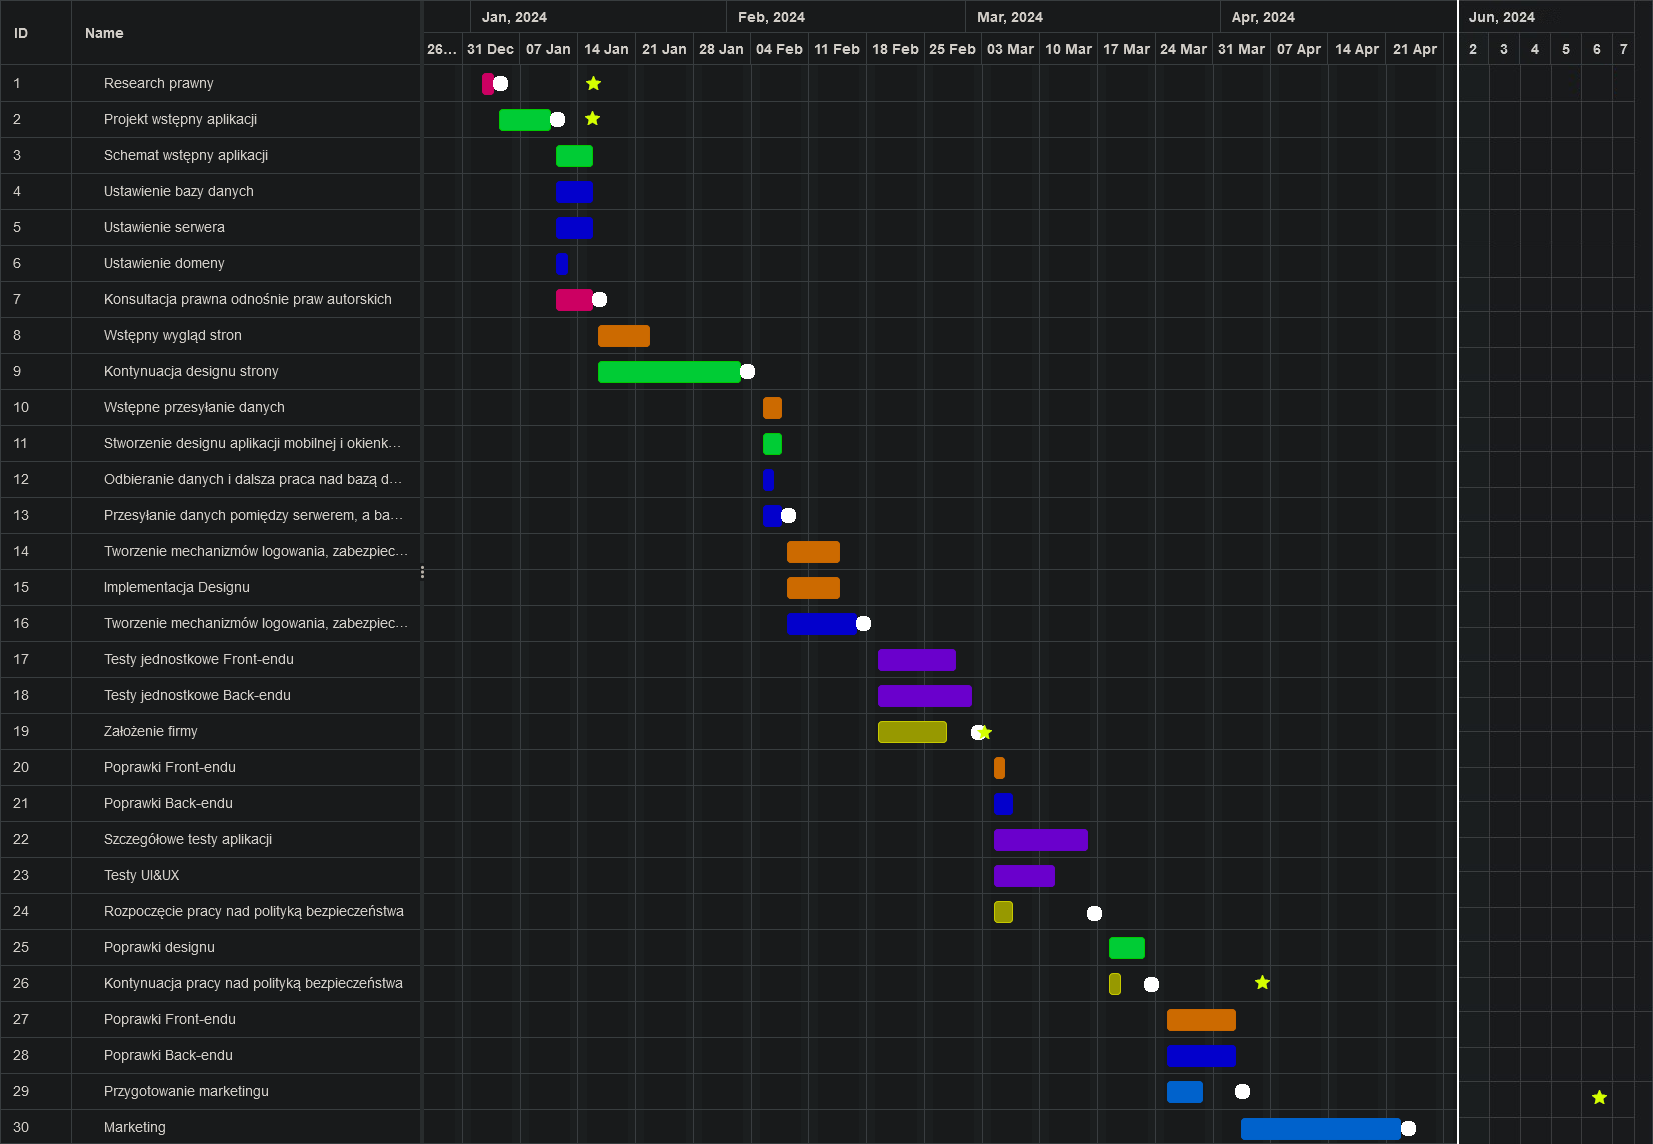 ID Name Jan, 2024 Feb, 2024 Mar, 2024 Apr, 2024 Jun, 2024
26... 31 Dec 07 Jan 14 Jan 21 Jan 28 Jan 04 Feb 11 Feb 18 Feb 25 Feb 03 Mar 10 Mar 17 Mar 24 Mar 31 Mar 07 Apr 14 Apr 21 Apr 2 3 4 5 6 7
1 Research prawny
2 Projekt wstępny aplikacji
3 Schemat wstępny aplikacji
4 Ustawienie bazy danych
5 Ustawienie serwera
6 Ustawienie domeny
7 Konsultacja prawna odnośnie praw autorskich
8 Wstępny wygląd stron
9 Kontynuacja designu strony
10 Wstępne przesyłanie danych
11 Stworzenie designu aplikacji mobilnej i okienk...
12 Odbieranie danych i dalsza praca nad bazą d...
13 Przesyłanie danych pomiędzy serwerem, a ba...
14 Tworzenie mechanizmów logowania, zabezpiec...
15 Implementacja Designu
16 Tworzenie mechanizmów logowania, zabezpiec...
17 Testy jednostkowe Front-endu
18 Testy jednostkowe Back-endu
19 Założenie firmy
20 Poprawki Front-endu
21 Poprawki Back-endu
22 Szczegółowe testy aplikacji
23 Testy UI&UX
24 Rozpoczęcie pracy nad polityką bezpieczeństwa
25 Poprawki designu
26 Kontynuacja pracy nad polityką bezpieczeństwa
27 Poprawki Front-endu
28 Poprawki Back-endu
29 Przygotowanie marketingu
30 Marketing